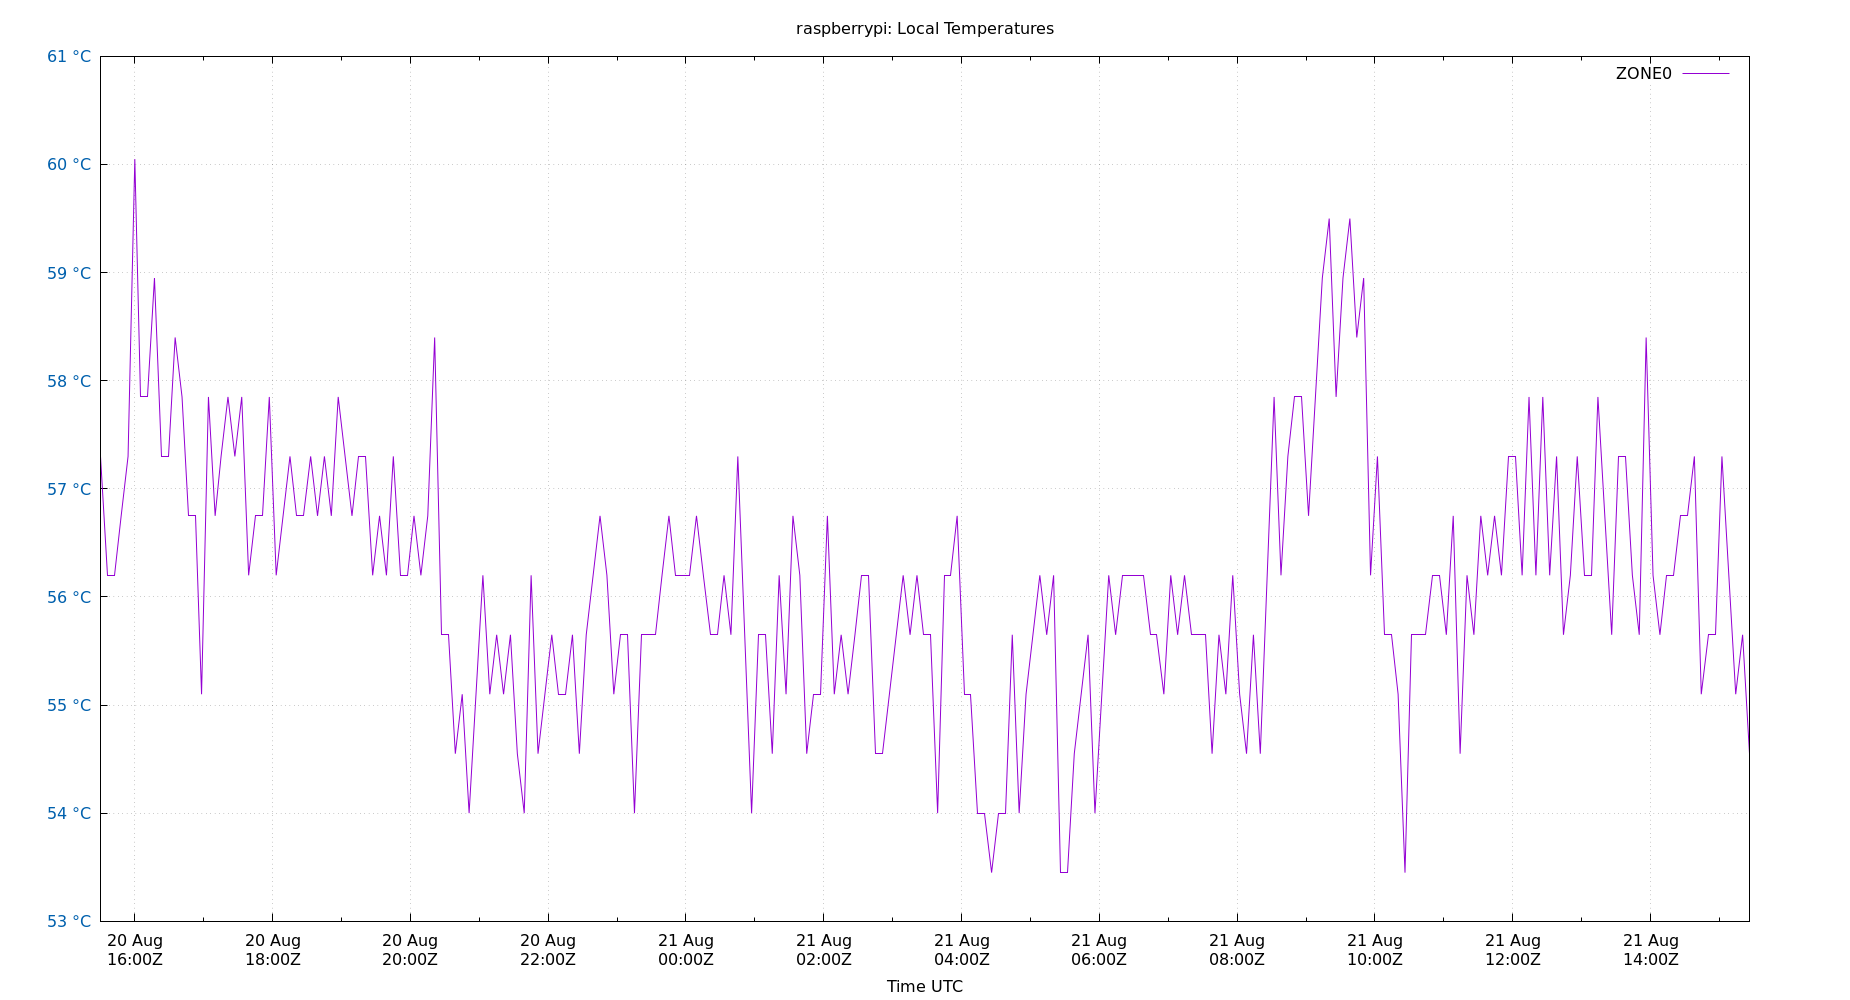 raspberrypi: Local Temperatures
61 °C
ZONE0
60 °C
59 °C
58 °C
57 °C
56 °C
55 °C
54 °C
53 °C
20 Aug 20 Aug 20 Aug 20 Aug 21 Aug 21 Aug 21 Aug 21 Aug 21 Aug 21 Aug 21 Aug 21 Aug
16:00Z 18:00Z 20:00Z 22:00Z 00:00Z 02:00Z 04:00Z 06:00Z 08:00Z 10:00Z 12:00Z 14:00Z
Time UTC